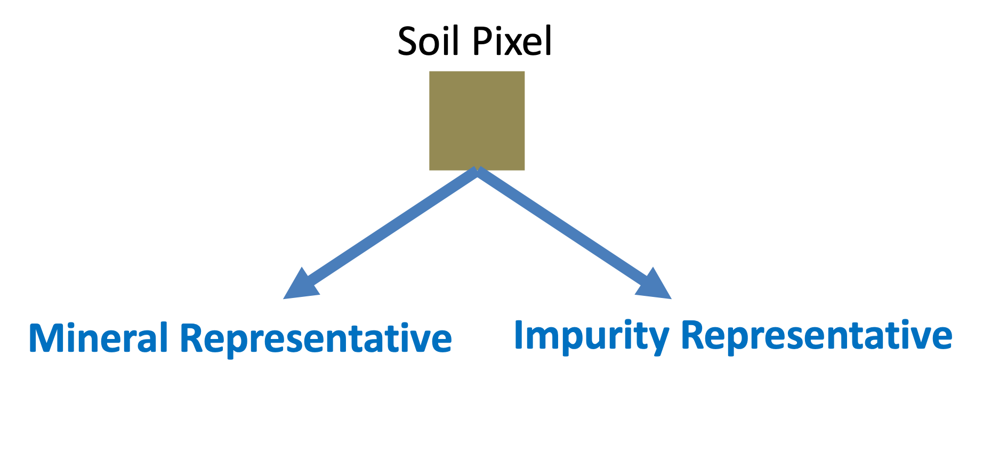 Soil Pixel
Mineral Representative
Impurity Representative